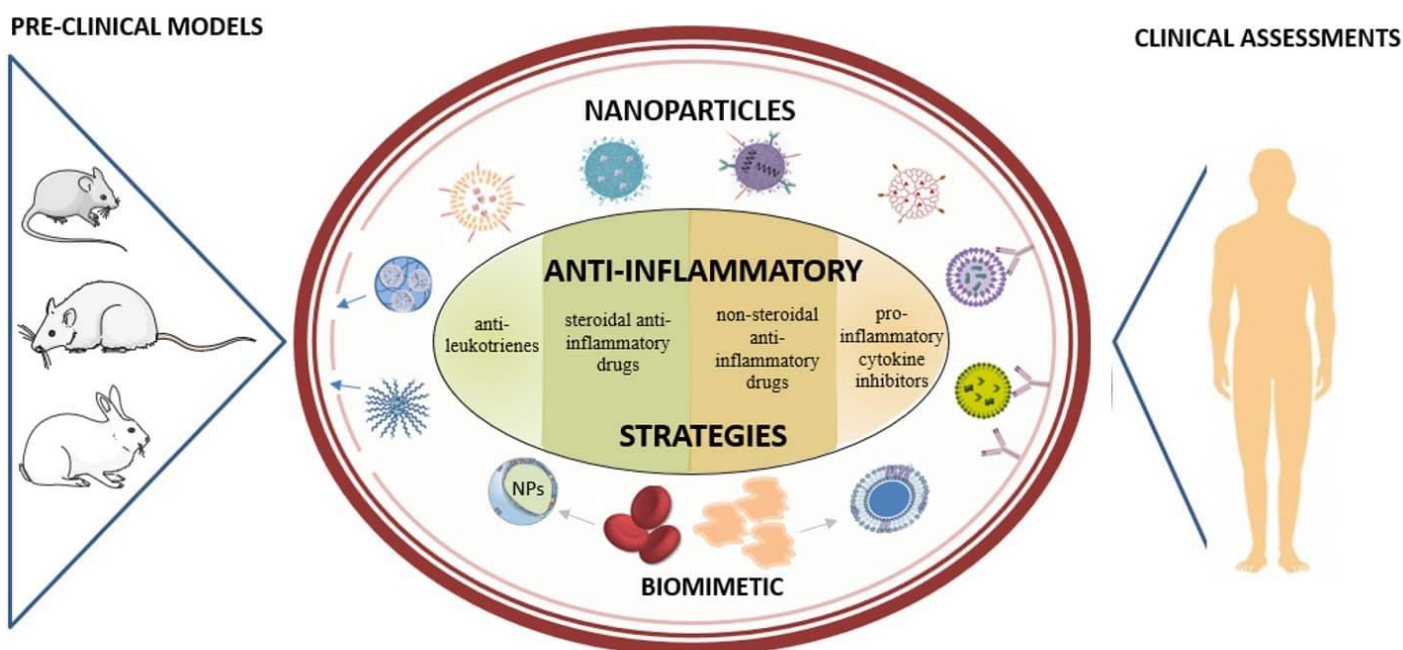 PRE-CLINICAL MODELS
CLINICAL ASSESSMENTS
NANOPARTICLES
ANTI-INFLAMMATORY
anti-
leukotrienes
steroidal anti-
inflammatory
drugs
non-steroidal
anti-
inflammatory
drugs
pro-
inflammatory
cytokine
inhibitors
STRATEGIES
NPs
BIOMIMETIC